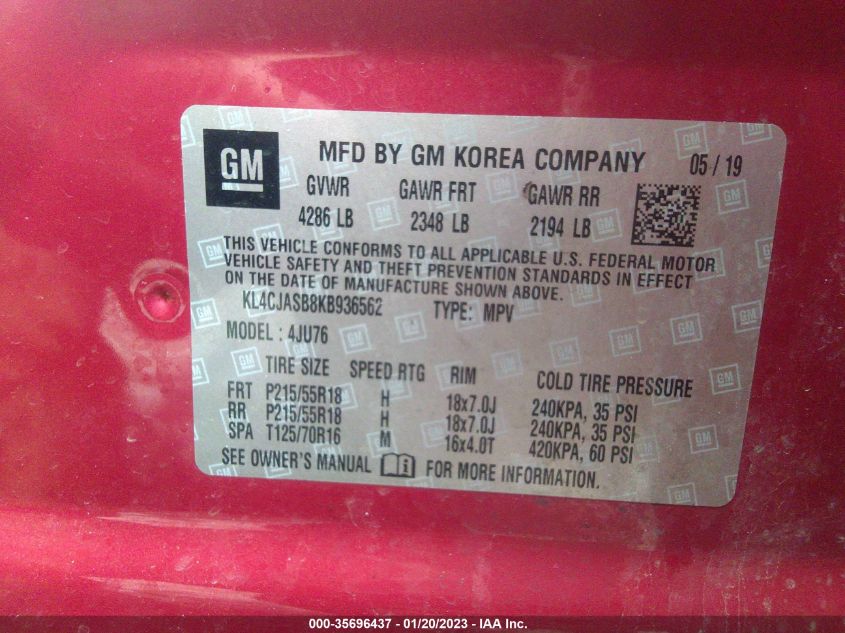 GM MFD BY GM KOREA COMPANY 05 / 19
GVWR GAWR FRT GAWR RR
4286 LB 2348 LB 2194 LB
THIS VEHICLE CONFORMS TO ALL APPLICABLE U.S. FEDERAL MOTOR
VEHICLE SAFETY AND THEFT PREVENTION STANDARDS IN EFFECT
ON THE DATE OF MANUFACTURE SHOWN ABOVE.
KL4CJASB8KB936562 TYPE: MPV
MODEL : 4JU76
TIRE SIZE SPEED RTG RIM COLD TIRE PRESSURE
FRT P215/55R18 H 18x7.0J 240KPA, 35 PSI
RR P215/55R18 H 18x7.0J 240KPA, 35 PSI
SPA T125/70R16 M 16x4.0T 420KPA, 60 PSI
SEE OWNER'S MANUAL FOR MORE INFORMATION.
000-35696437 - 01/20/2023 - IAA Inc.